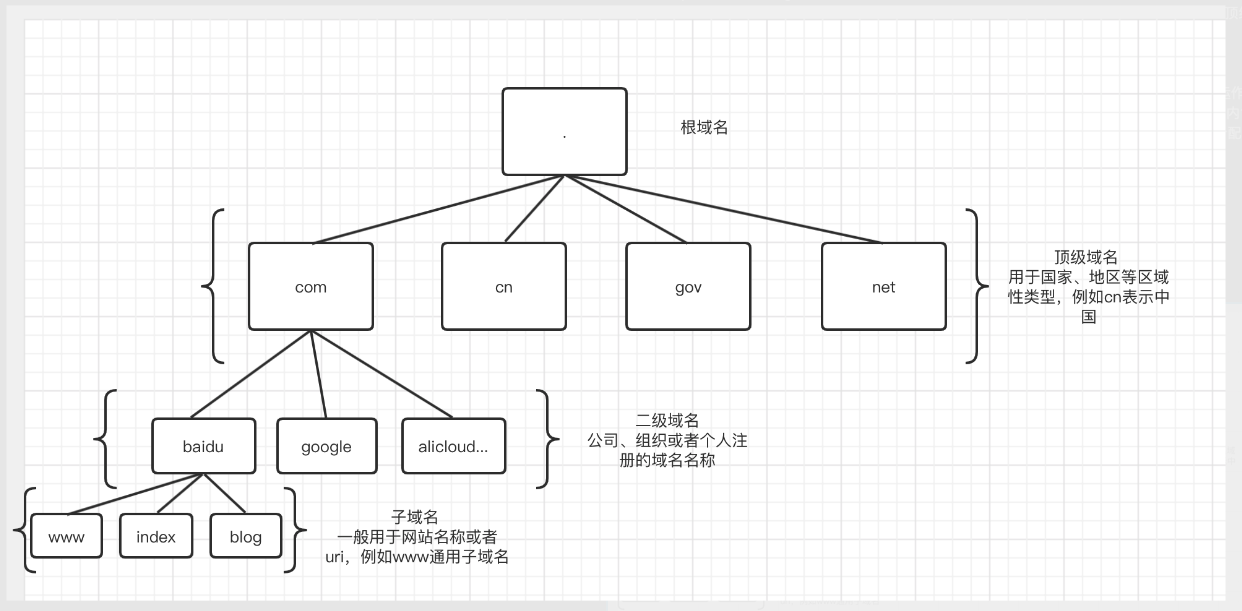 .
根域名
com
cn
gov
net
顶级域名
用于国家、地区等区域
性类型，例如cn表示中
国
baidu
google
alicloud...
二级域名
公司、组织或者个人注
册的域名名称
www
index
blog
子域名
一般用于网站名称或者
uri，例如www通用子域名